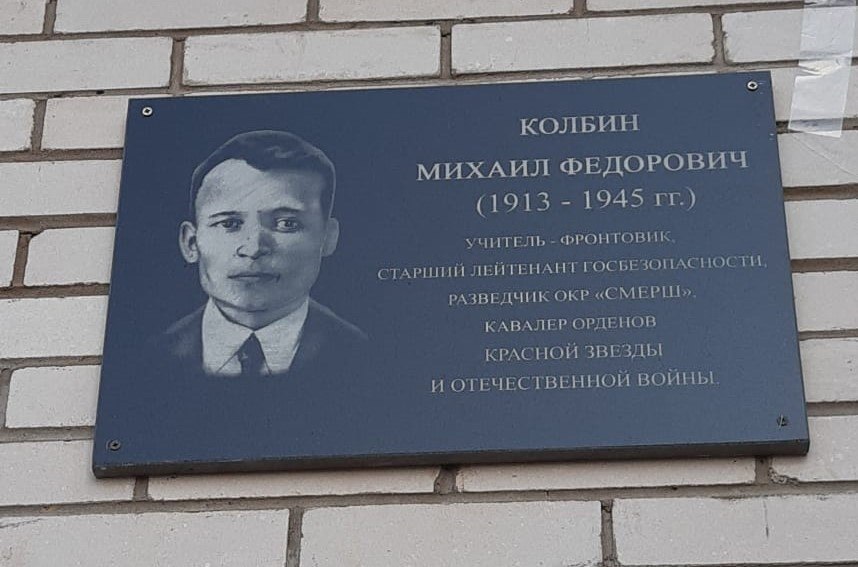 КОЛБИН
МИХАИЛ ФЕДОРОВИЧ
(1913 - 1945 гг.)
УЧИТЕЛЬ - ФРОНТОВИК,
СТАРШИЙ ЛЕЙТЕНАНТ ГОСБЕЗОПАСНОСТИ,
РАЗВЕДЧИК ОКР «СМЕРШ»,
КАВАЛЕР ОРДЕНОВ
КРАСНОЙ ЗВЕЗДЫ
И ОТЕЧЕСТВЕННОЙ ВОЙНЫ.